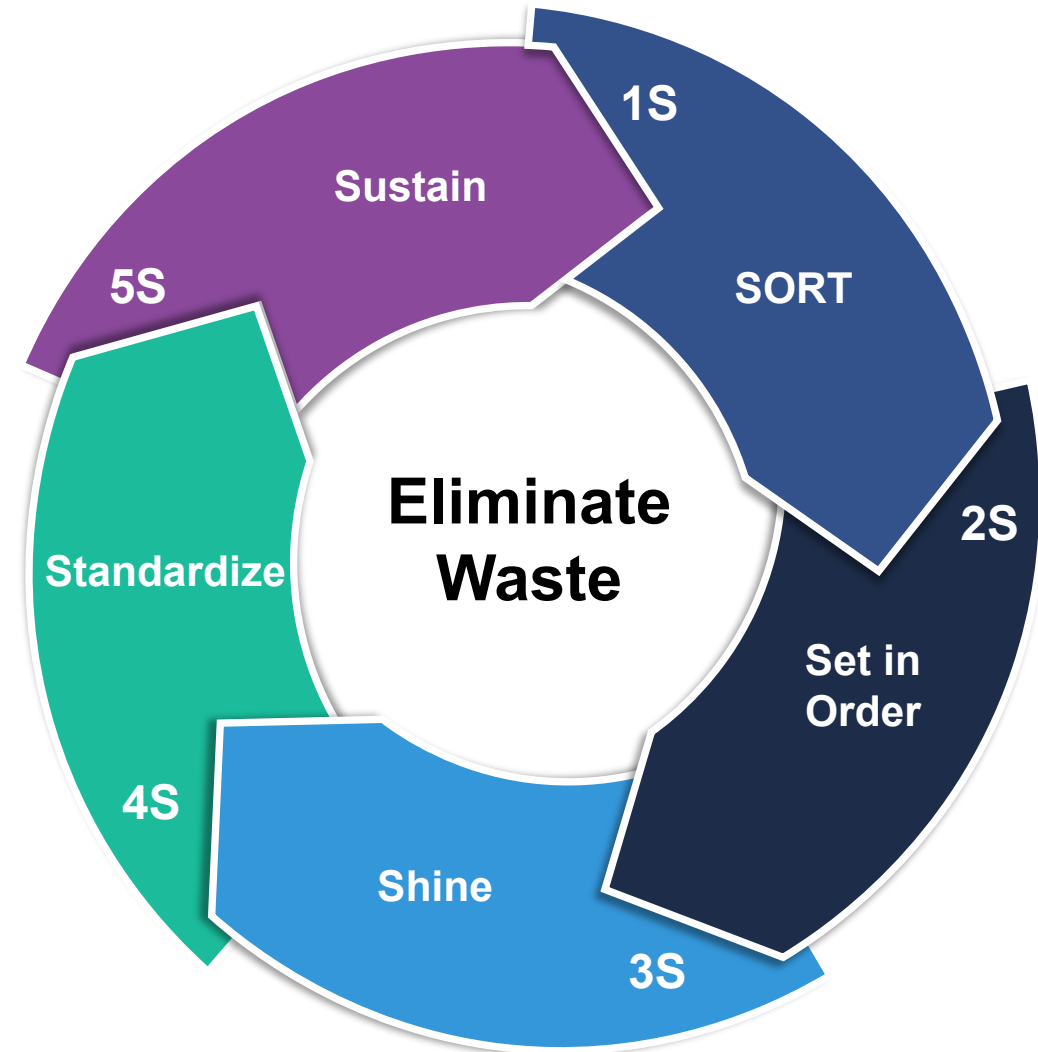 1S
SORT
2S
Set in
Order
3S
Shine
4S
Standardize
5S
Sustain
Eliminate
Waste